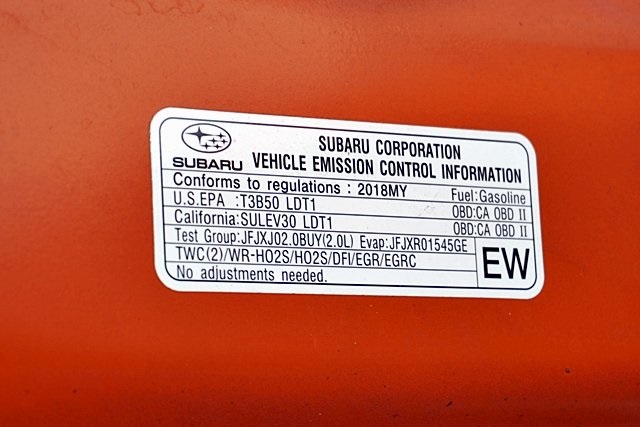 SUBARU CORPORATION
SUBARU VEHICLE EMISSION CONTROL INFORMATION
Conforms to regulations : 2018MY Fuel:Gasoline
U.S.EPA :T3B50 LDT1 OBD:CA OBD II
California:SULEV30 LDT1 OBD:CA OBD II
Test Group:JFJXJ02.0BUY(2.0L) Evap:JFJXR01545GE
TWC(2)/WR-HO2S/HO2S/DFI/EGR/EGRC
No adjustments needed.
EW